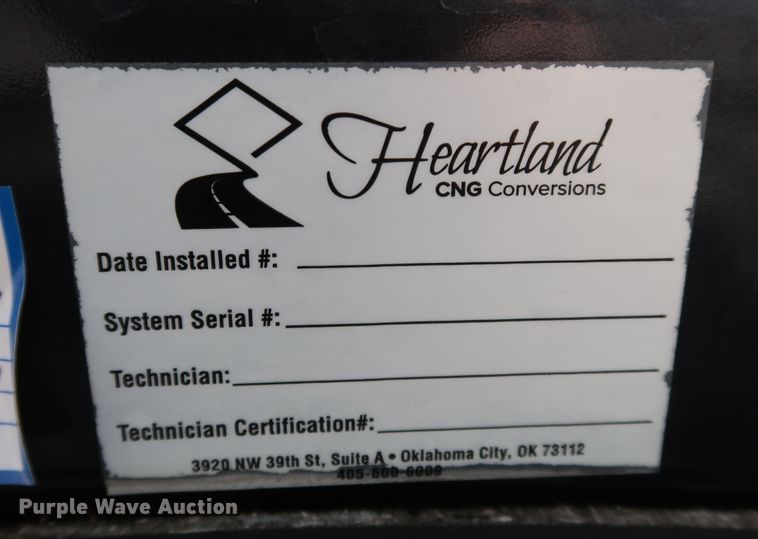 Heartland
CNG Conversions
Date Installed #:
System Serial #:
Technician:
Technician Certification#:
3920 NW 39th St, Suite A • Oklahoma City, OK 73112
Purple Wave Auction